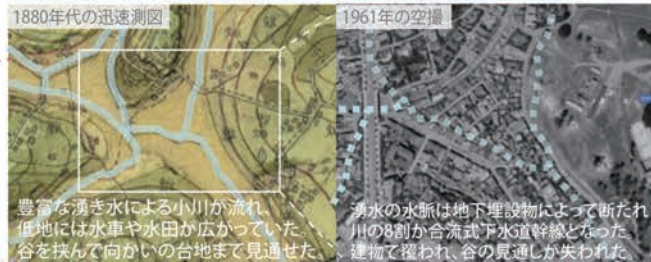 1880年代の迅速測図
豊富な湧き水による小川が流れ、
低地には水車や水田が広がっていた。
谷を挟んで向かいの台地まで見通せた。
1961年の空撮
湧水の水脈は地下埋設物によって断たれ
川の8割が合流式下水道幹線となった
建物で覆われ、谷の見通しが失われた。